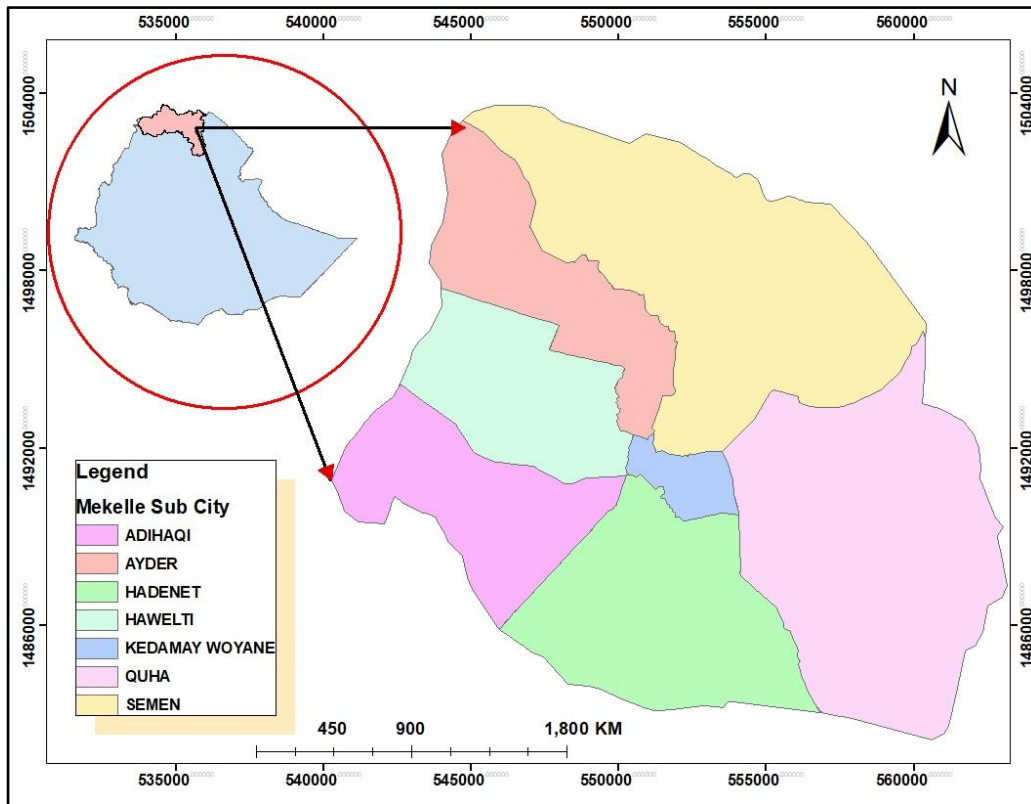 535000 540000 545000 550000 555000 560000
1504000 1504000
N
1498000 1498000
1492000 1492000
Legend
Mekelle Sub City
ADIHAQI
AYDER
HADENET
HAWELTI
KEDAMAY WOYANE
QUHA
SEMEN
1486000 1486000
450 900 1,800 KM
535000 540000 545000 550000 555000 560000